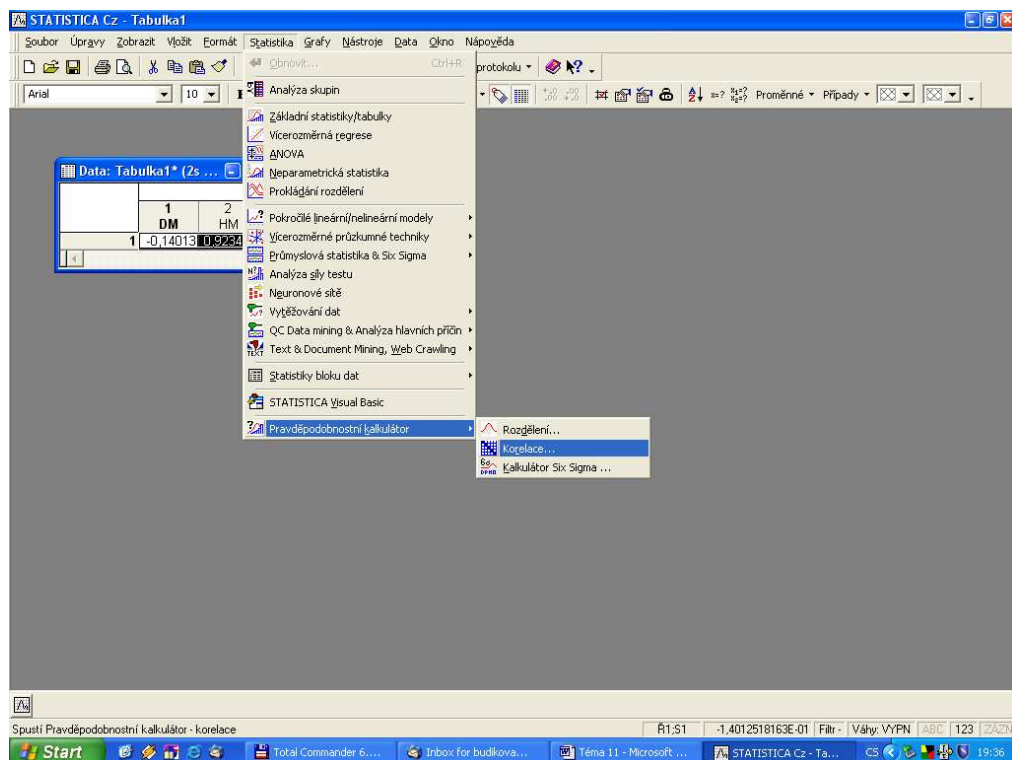 STATISTICA Cz - Tabulka1
Soubor Úpravy Zobrazit Vložit Formát Statistika Grafy Nástroje Data Okno Nápověda
protokolu
Arial 10 Proměnné Případy
Obnovit... Ctrl+R
Analýza skupin
Základní statistiky/tabulky
Vícerozměrná regrese
ANOVA
Neparametrická statistika
Prokládání rozdělení
Pokročilé lineární/nelineární modely
Vícerozměrné průzkumné techniky
Průmyslová statistika & Six Sigma
Analýza síly testu
Neuronové sítě
Vytěžování dat
QC Data mining & Analýza hlavních příčin
Text & Document Mining, Web Crawling
Statistiky bloku dat
STATISTICA Visual Basic
Pravděpodobnostní kalkulátor
Rozdělení...
Korelace...
Kalkulátor Six Sigma ...
Data: Tabulka1* (2s ...
1 2
DM HM
1 -0,14013 0,9234
Spustí Pravděpodobnostní kalkulátor - korelace Ř1;S1 -1,4012518163E-01 Filtr - Váhy: VYPN ABC 123 ZÁZN
Start Total Commander 6.... Inbox for budikova... Téma 11 - Microsoft ... STATISTICA Cz - Ta... CS 19:36